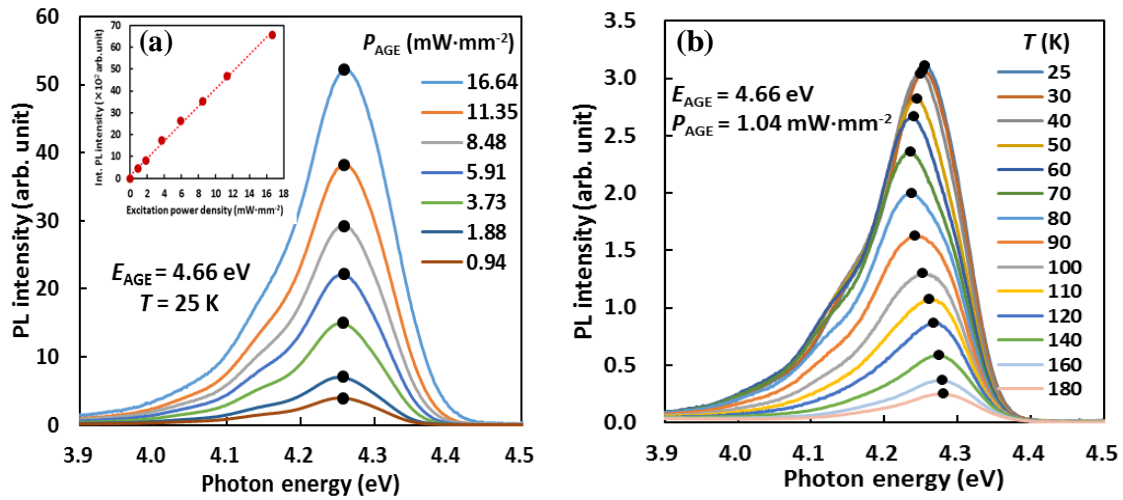 (a)
P_AGE (mW·mm⁻²)
16.64
11.35
8.48
5.91
3.73
1.88
0.94
E_AGE = 4.66 eV
T = 25 K
PL intensity (arb. unit)
60
50
40
30
20
10
0
3.9 4.0 4.1 4.2 4.3 4.4 4.5
Photon energy (eV)
Int. PL intensity (×10² arb. unit)
70
60
50
40
30
20
10
0
0 2 4 6 8 10 12 14 16 18
Excitation power density (mW·mm⁻²)
(b)
T (K)
25
30
40
50
60
70
80
90
100
110
120
140
160
180
E_AGE = 4.66 eV
P_AGE = 1.04 mW·mm⁻²
PL intensity (arb. unit)
3.5
3.0
2.5
2.0
1.5
1.0
0.5
0.0
3.9 4.0 4.1 4.2 4.3 4.4 4.5
Photon energy (eV)